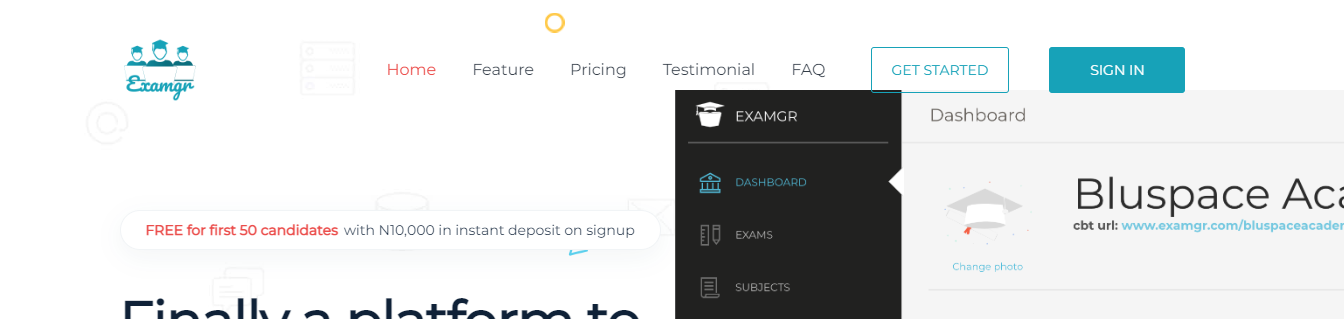 Examgr
Home Feature Pricing Testimonial FAQ GET STARTED SIGN IN
EXAMGR
Dashboard
DASHBOARD
EXAMS
SUBJECTS
Bluspace Aca
cbt url: www.examgr.com/bluspaceacader
Change photo
FREE for first 50 candidates with N10,000 in instant deposit on signup
Finally a platform to